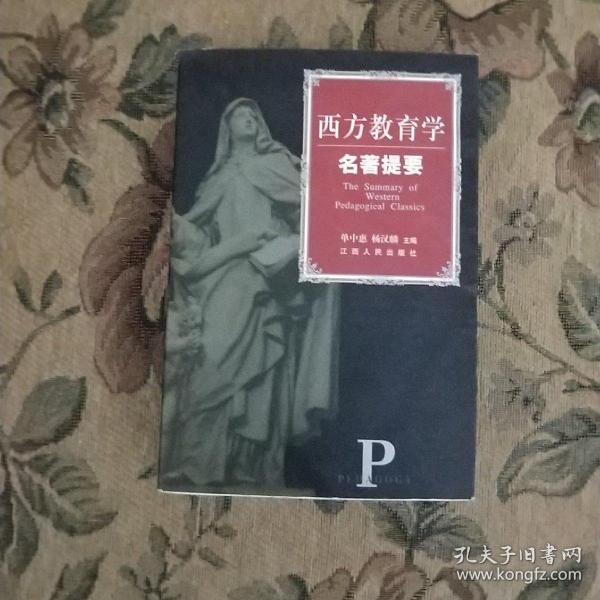 西方教育学
名著提要
The Summary of
Western
Pedagogical Classics
单中惠 杨汉麟 主编
江西人民出版社
P
PEDAGOGY
孔夫子旧书网
www.kongfz.com